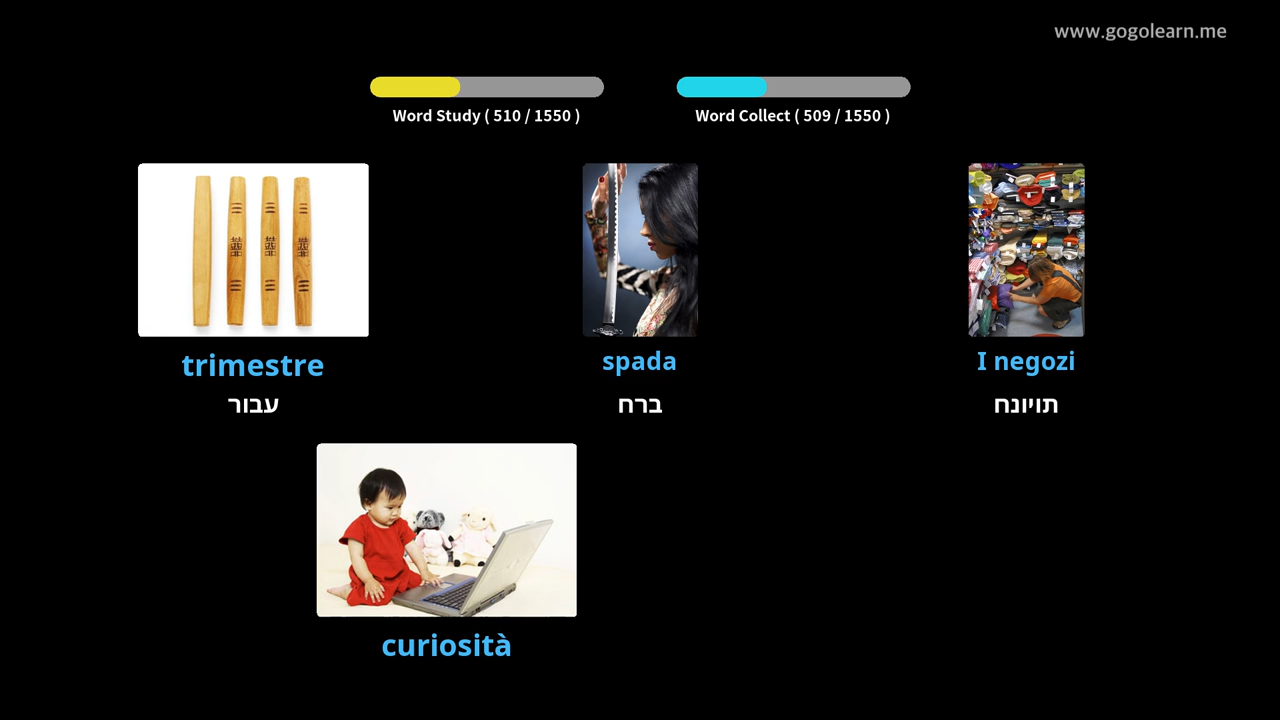 www.gogolearn.me
Word Study ( 510 / 1550 )
Word Collect ( 509 / 1550 )
trimestre
spada
I negozi
עבור
ברח
תויונח
curiosità